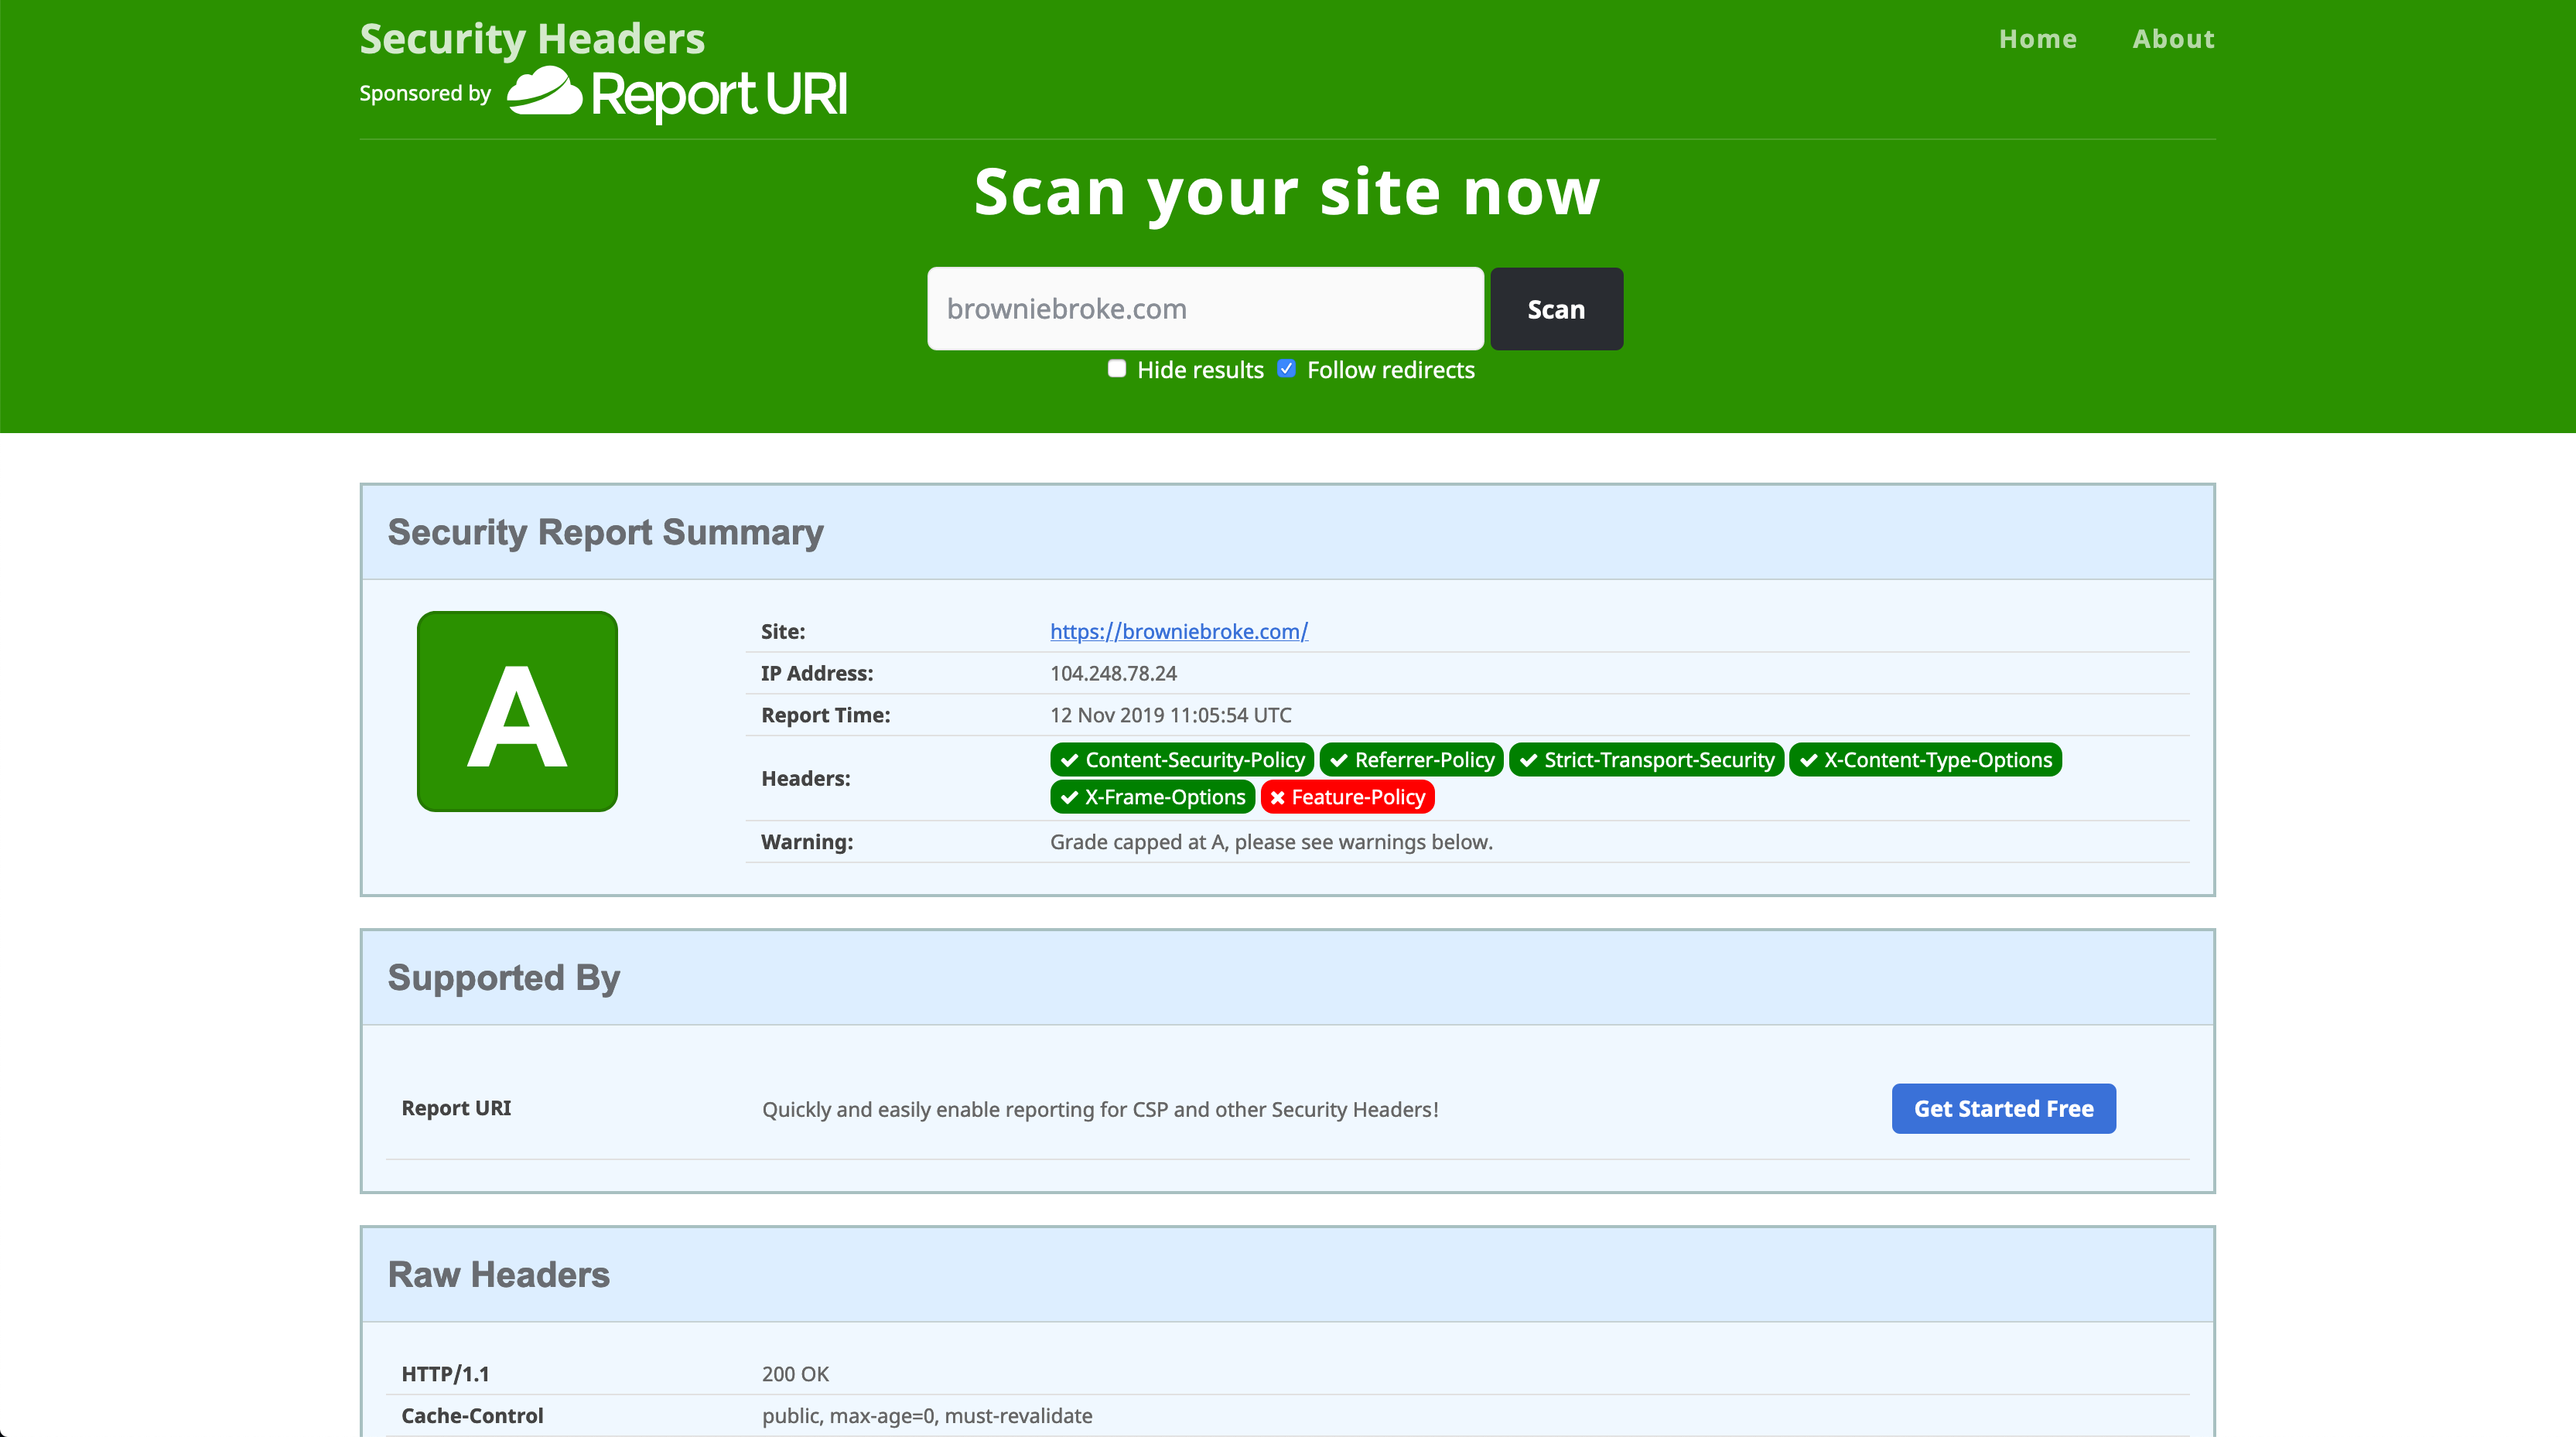 Security Headers
Home About
Sponsored by Report URI
Scan your site now
browniebroke.com Scan
Hide results Follow redirects
Security Report Summary
A
Site: https://browniebroke.com/
IP Address: 104.248.78.24
Report Time: 12 Nov 2019 11:05:54 UTC
Headers: Content-Security-Policy Referrer-Policy Strict-Transport-Security X-Content-Type-Options
X-Frame-Options Feature-Policy
Warning: Grade capped at A, please see warnings below.
Supported By
Report URI Quickly and easily enable reporting for CSP and other Security Headers! Get Started Free
Raw Headers
HTTP/1.1 200 OK
Cache-Control public, max-age=0, must-revalidate